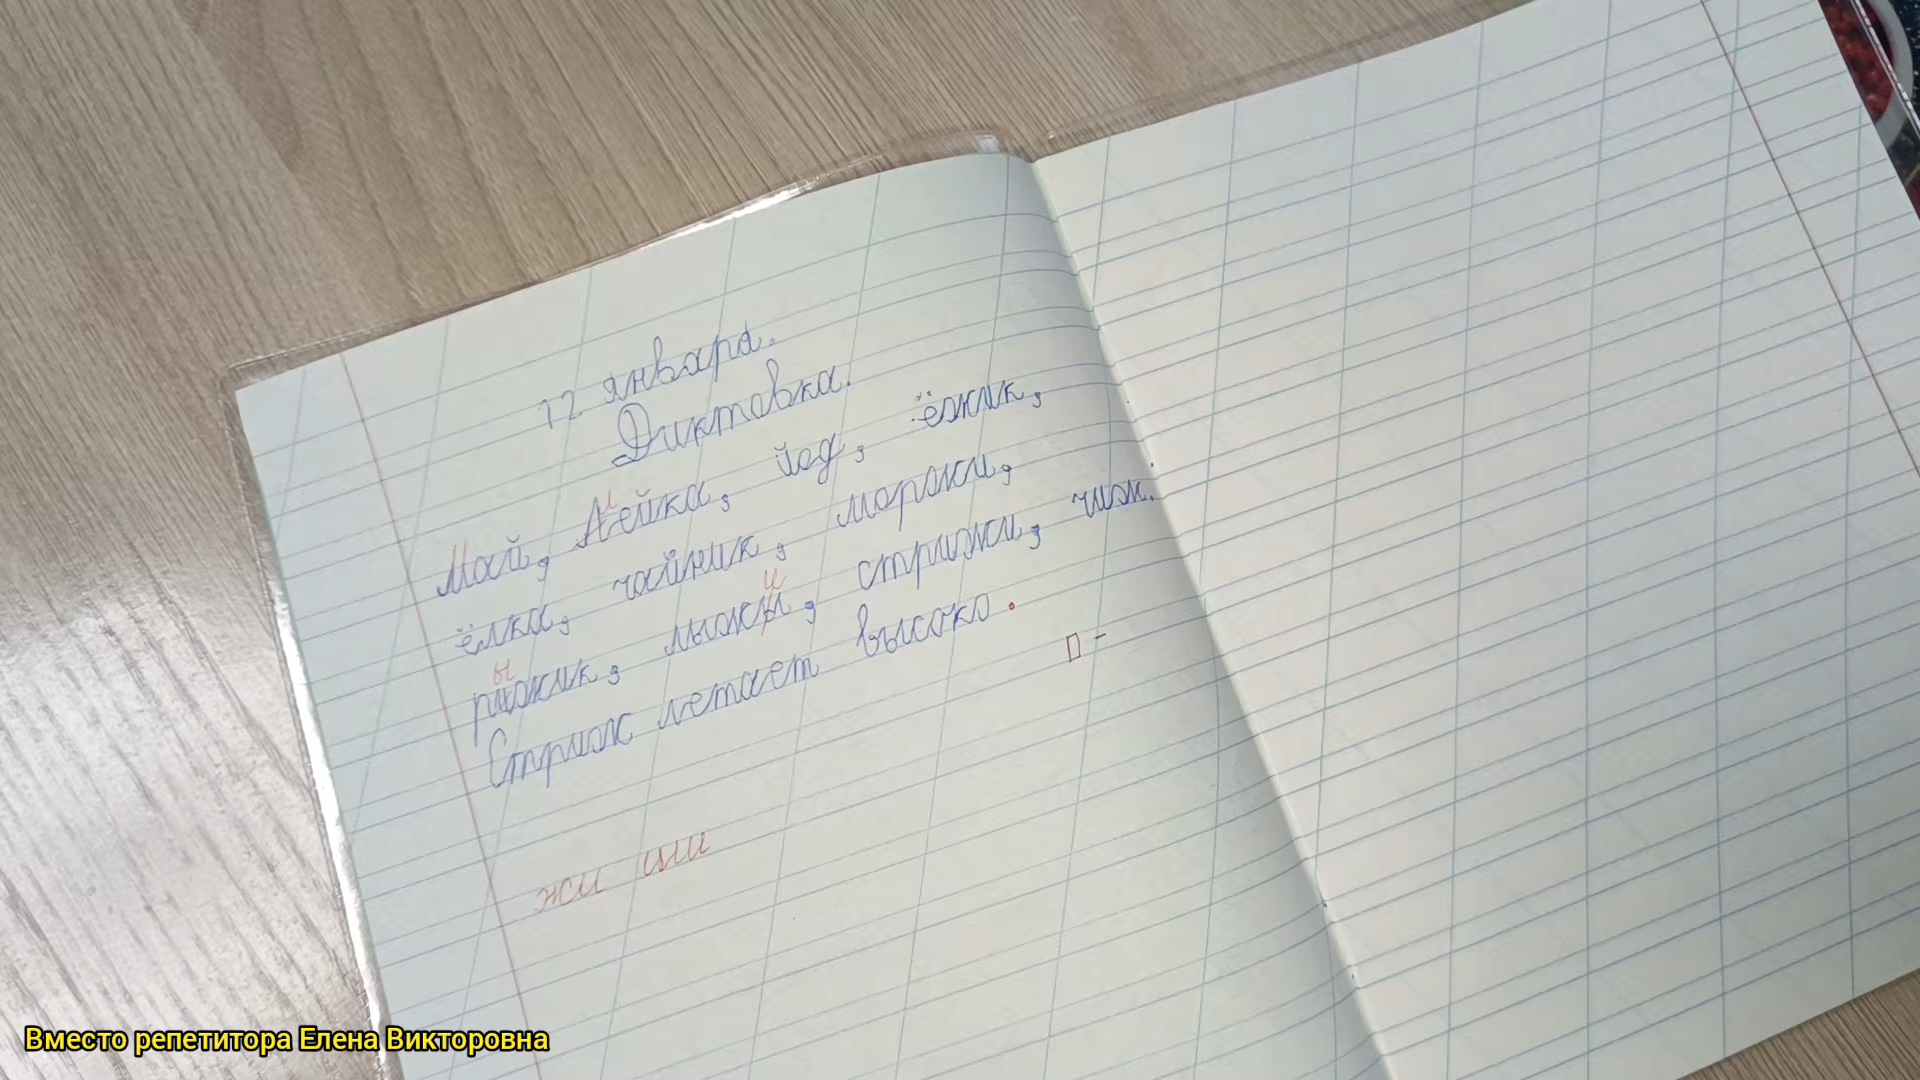 12 января.
Диктовка.
Май, Лейка, йод, ёжик,
ёлка, чайник, моржи,
рыжик, лыжи, стрижи, чиж.
Стриж летает высоко.
жи ши
Вместо репетитора Елена Викторовна